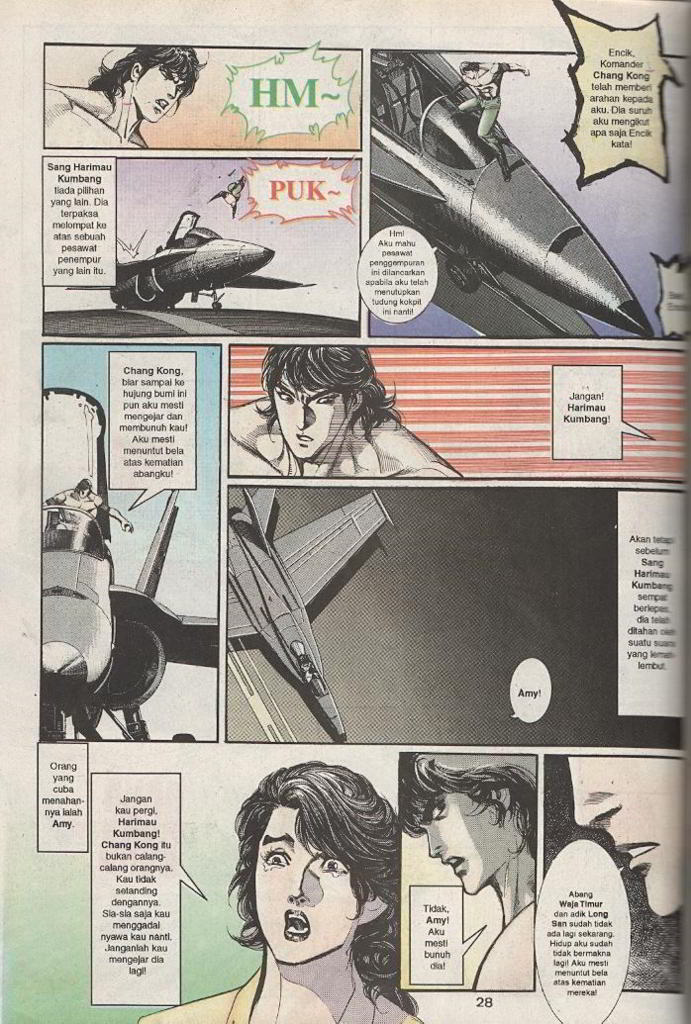 HM~
Encik,
Komander
Chang Kong
telah memberi
arahan kepada
aku. Dia suruh
aku mengikut
apa saja Encik
kata!
Hm!
Aku mahu
pesawat
penggempuran
ini dilancarkan
apabila aku telah
menutupkan
tudung kokpit
ini nanti!
Sang Harimau
Kumbang
tiada pilihan
yang lain. Dia
terpaksa
melompat ke
atas sebuah
pesawat
penempur
yang lain itu.
PUK~
Chang Kong,
biar sampai ke
hujung bumi ini
pun aku mesti
mengejar dan
membunuh kau!
Aku mesti
menuntut bela
atas kematian
abangku!
Jangan!
Harimau
Kumbang!
Akan tetapi
sebelum
Sang
Harimau
Kumbang
sempat
berlepas,
dia telah
ditahan oleh
suatu suara
yang lemah-
lembut.
Amy!
Orang
yang
cuba
menahan-
nya ialah
Amy.
Jangan
kau pergi,
Harimau
Kumbang!
Chang Kong itu
bukan calang-
calang orang.
Kau tidak
setanding
dengannya.
Sia-sia saja kau
menggadai
nyawa kau nanti.
Janganlah kau
mengejar dia
lagi!
Tidak,
Amy!
Aku
mesti
bunuh
dia!
Abang
Waja Timur
dan adik Long
San sudah tidak
ada lagi sekarang.
Hidup aku sudah
tidak bermakna
lagi! Aku mesti
menuntut bela
atas kematian
mereka!
28